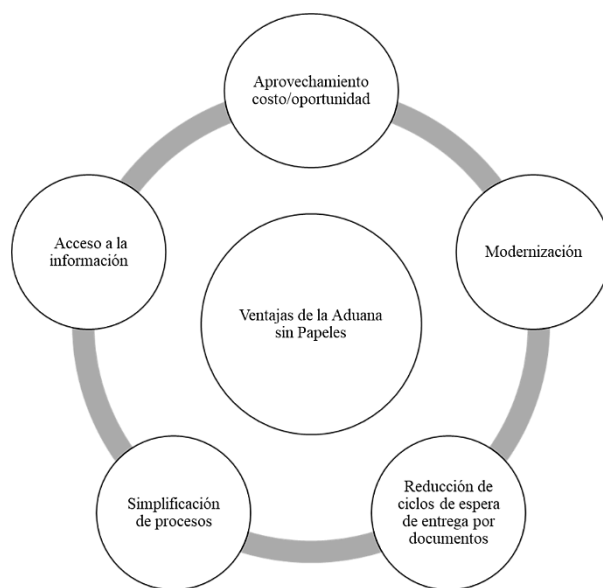 Aprovechamiento
costo/oportunidad
Modernización
Reducción de
ciclos de espera
de entrega por
documentos
Simplificación
de procesos
Acceso a la
información
Ventajas de la Aduana
sin Papeles